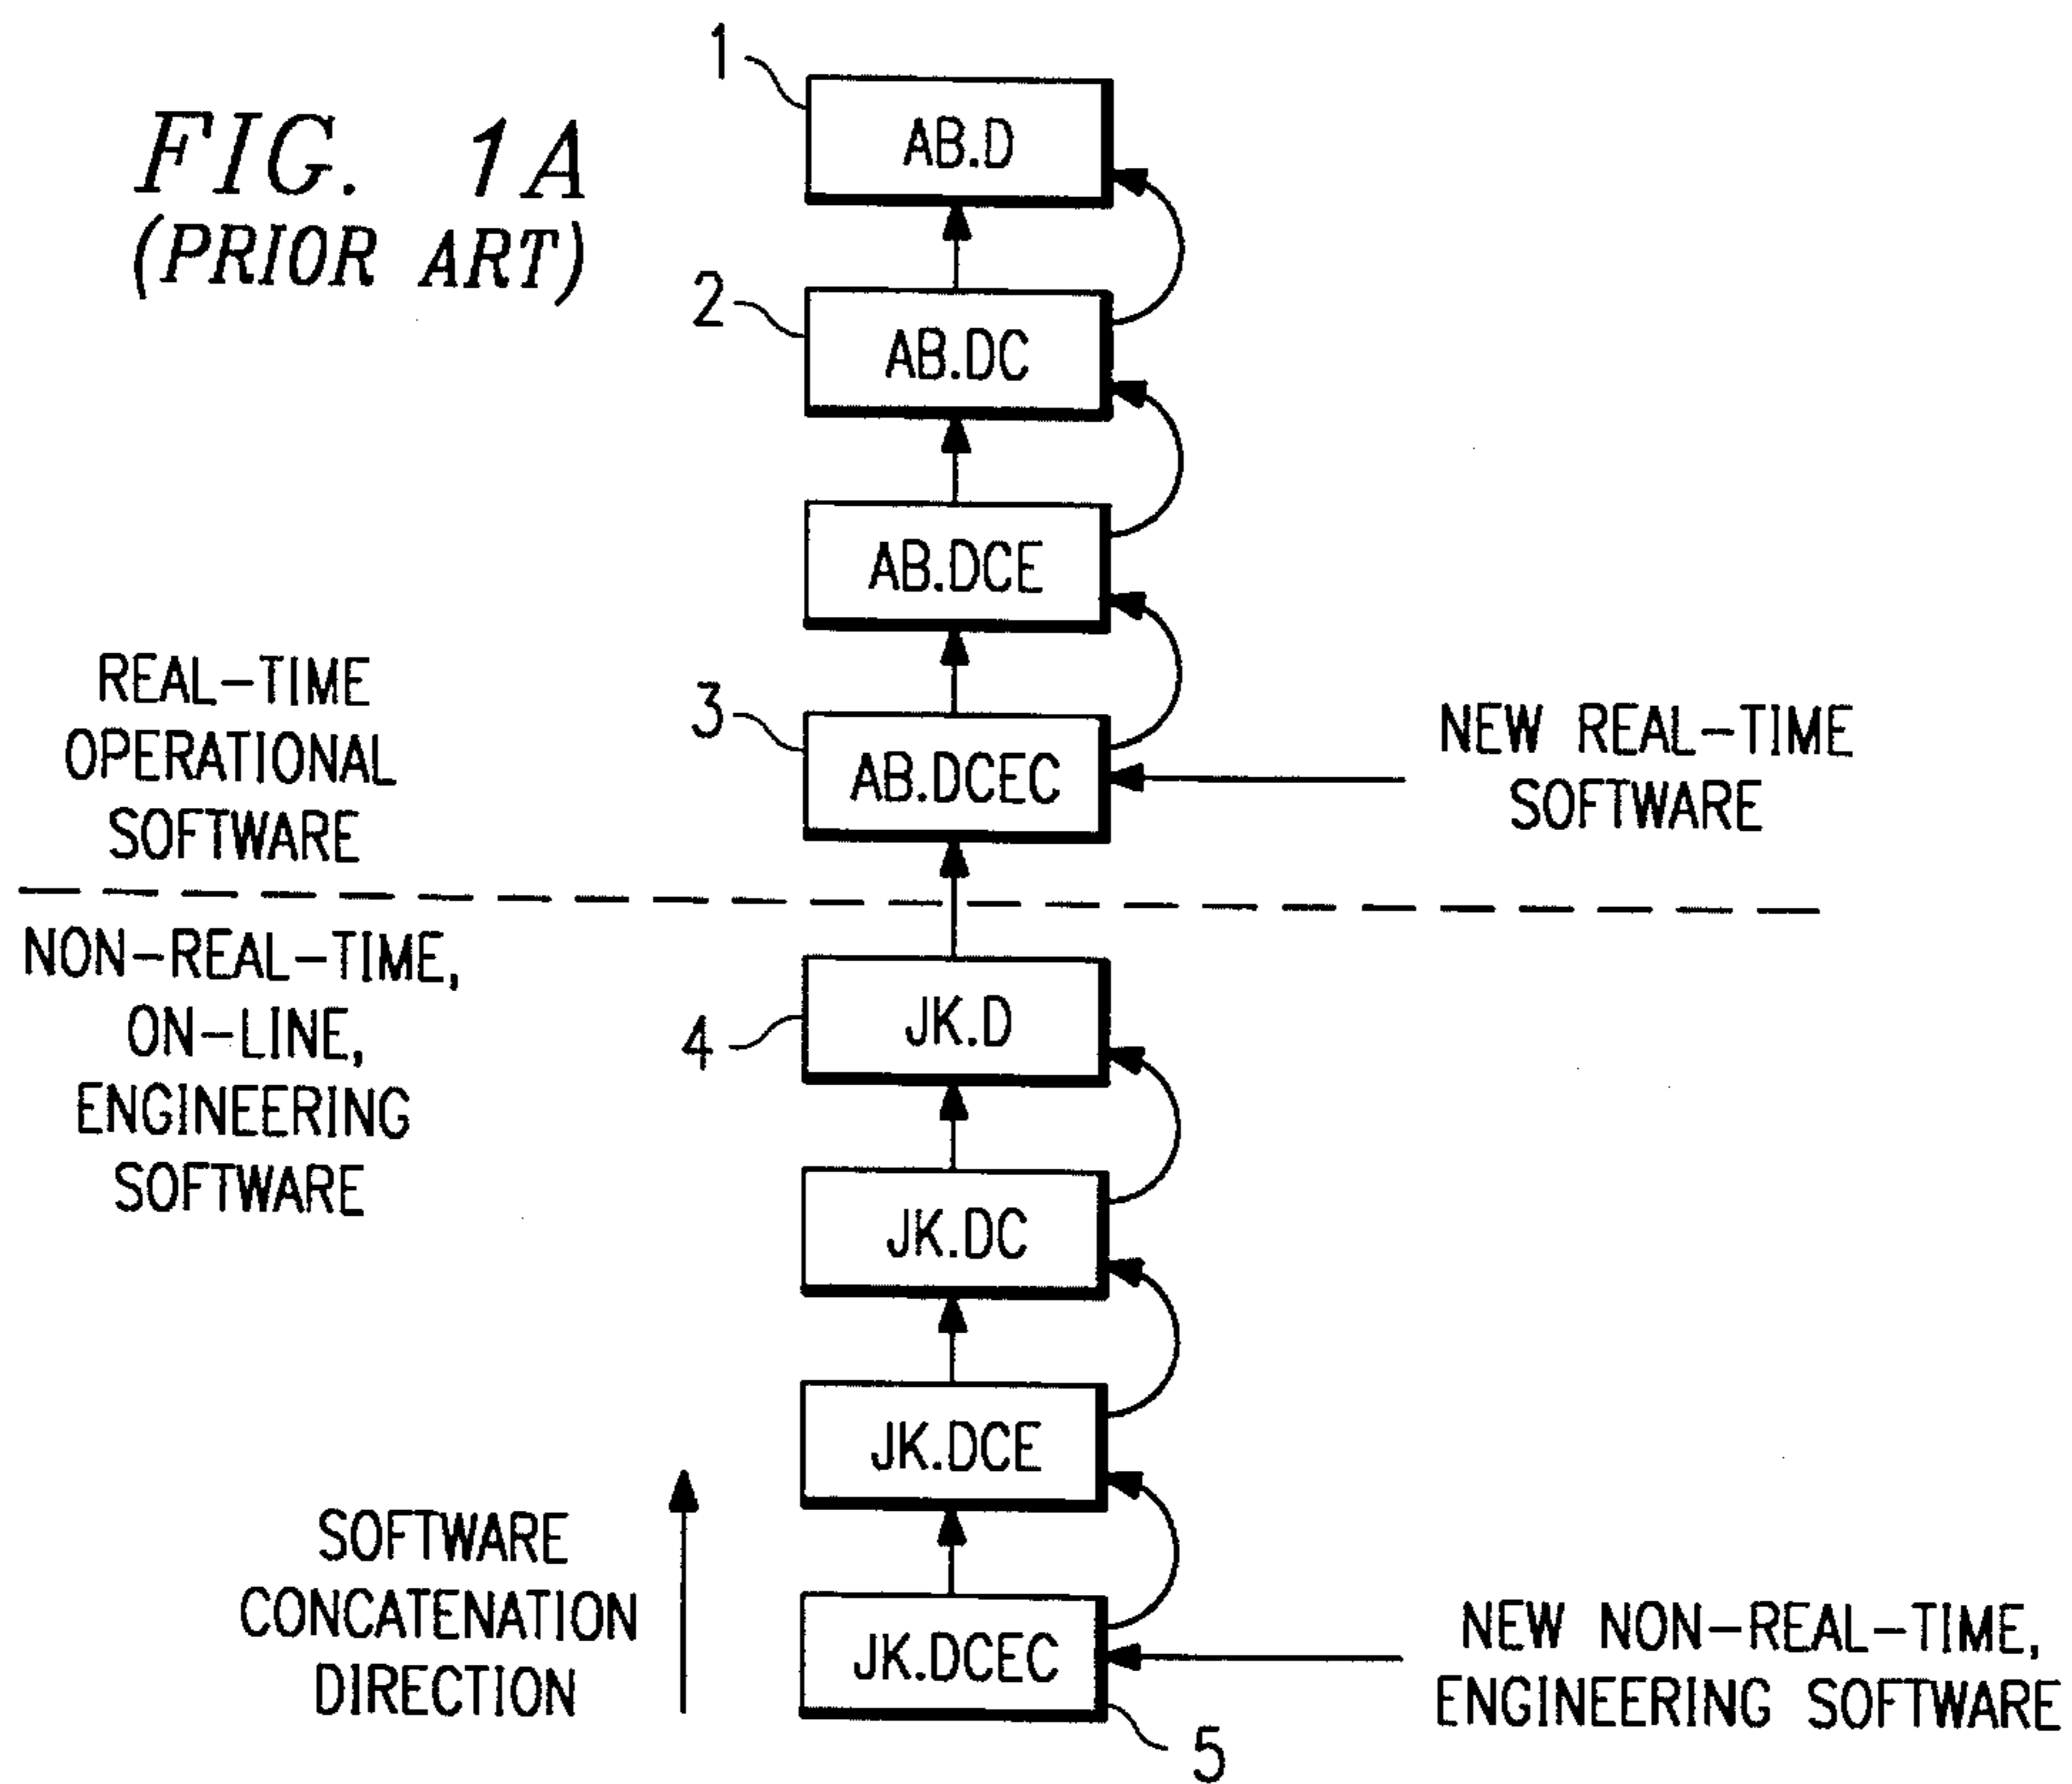 FIG. 1A
(PRIOR ART)
1
AB.D
2
AB.DC
AB.DCE
REAL-TIME
OPERATIONAL
SOFTWARE
3
AB.DCEC
NEW REAL-TIME
SOFTWARE
NON-REAL-TIME,
ON-LINE,
ENGINEERING
SOFTWARE
4
JK.D
JK.DC
JK.DCE
SOFTWARE
CONCATENATION
DIRECTION
JK.DCEC
5
NEW NON-REAL-TIME,
ENGINEERING SOFTWARE